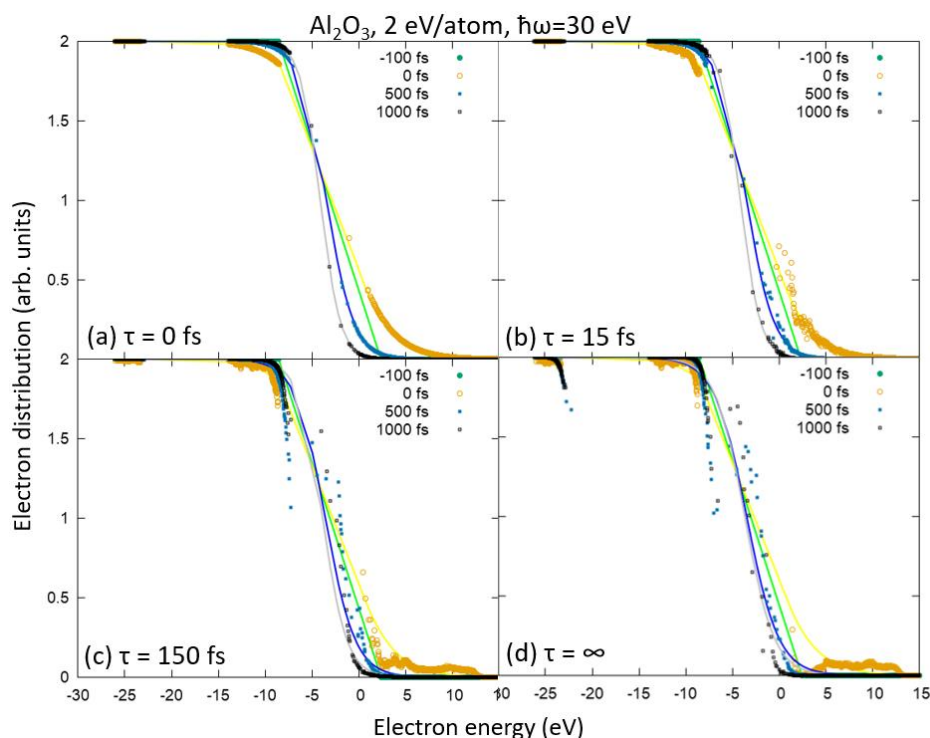 Al₂O₃, 2 eV/atom, ħω=30 eV
Electron distribution (arb. units)
2
1.5
1
0.5
-100 fs
0 fs
500 fs
1000 fs
(a) τ = 0 fs
-100 fs
0 fs
500 fs
1000 fs
(b) τ = 15 fs
2
1.5
1
0.5
0
-100 fs
0 fs
500 fs
1000 fs
(c) τ = 150 fs
-100 fs
0 fs
500 fs
1000 fs
(d) τ = ∞
-30 -25 -20 -15 -10 -5 0 5 10 15
-25 -20 -15 -10 -5 0 5 10 15
Electron energy (eV)